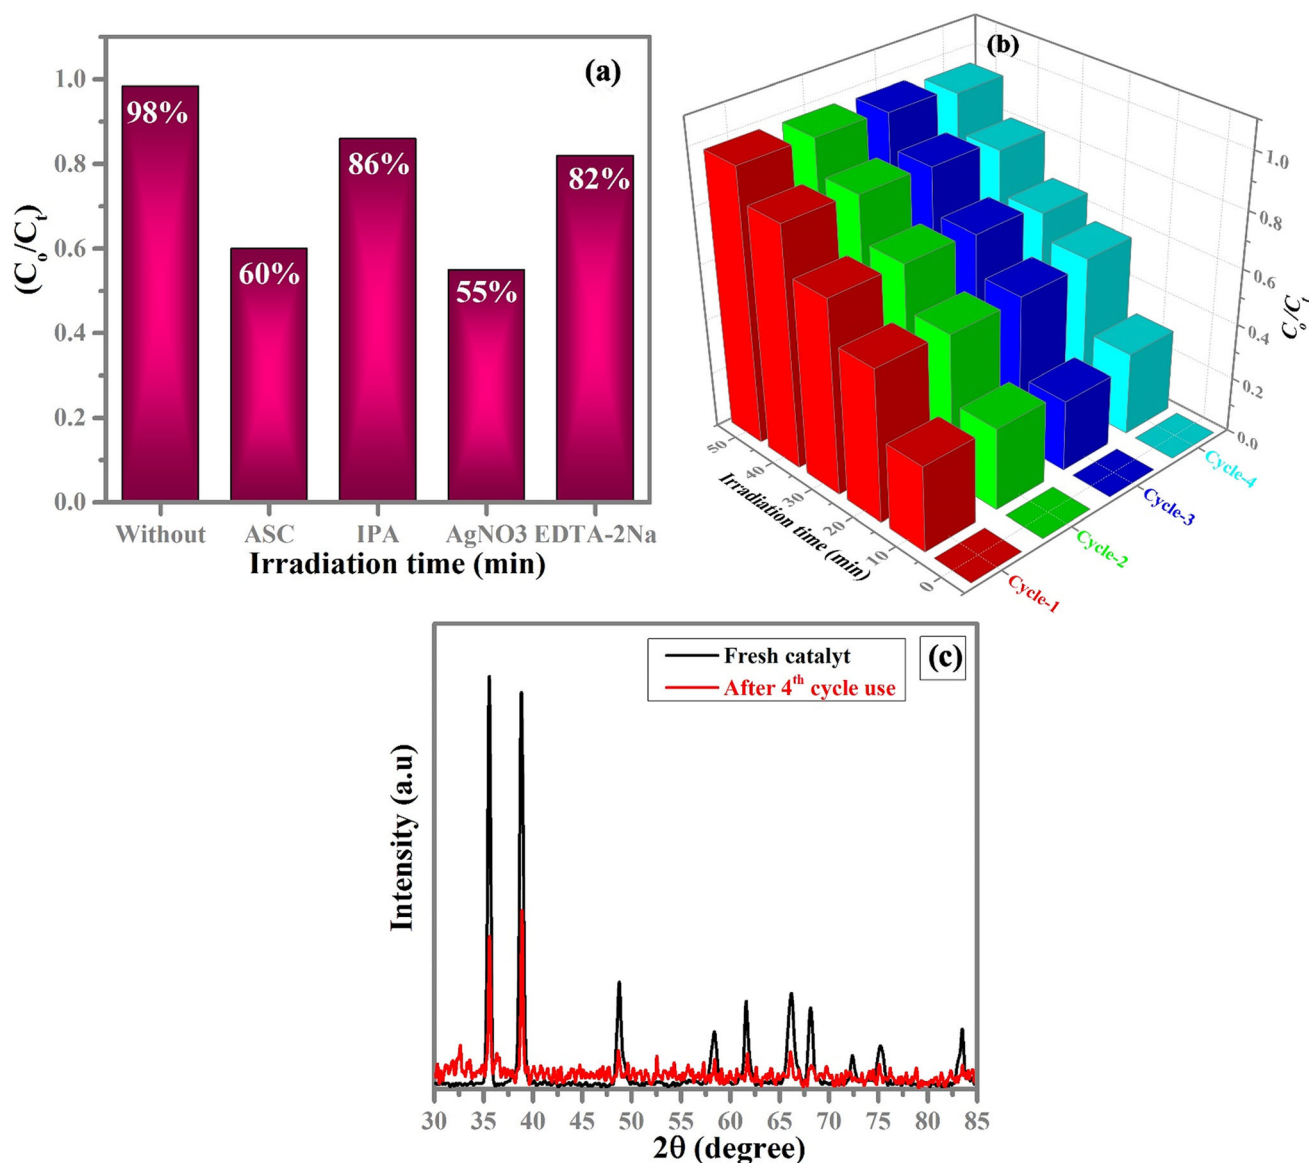 (a)
(Co/Ct)
1.0
0.8
0.6
0.4
0.2
0.0
98%
60%
86%
55%
82%
Without ASC IPA AgNO3 EDTA-2Na
Irradiation time (min)
(b)
1.0
0.8
0.6
0.4
0.2
0.0
Co/Ct
50
40
30
20
10
0
Irradiation time (min)
Cycle-1
Cycle-2
Cycle-3
Cycle-4
(c)
Fresh catalyt
After 4th cycle use
Intensity (a.u)
30 35 40 45 50 55 60 65 70 75 80 85
2θ (degree)